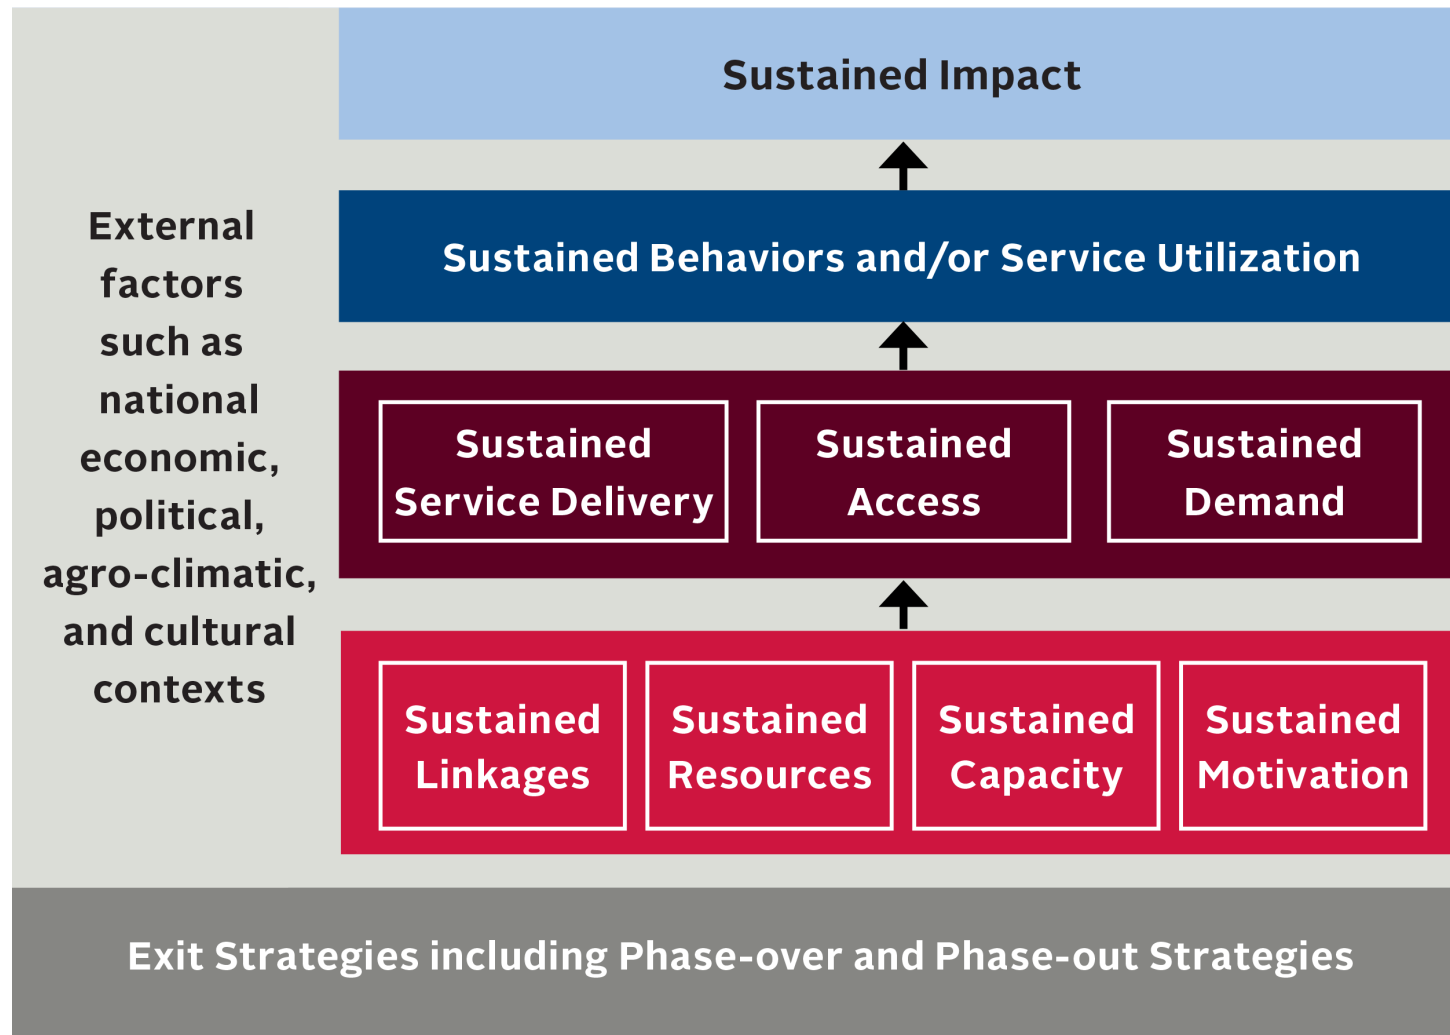 Sustained Impact
External
factors
such as
national
economic,
political,
agro-climatic,
and cultural
contexts
Sustained Behaviors and/or Service Utilization
Sustained
Service Delivery
Sustained
Access
Sustained
Demand
Sustained
Linkages
Sustained
Resources
Sustained
Capacity
Sustained
Motivation
Exit Strategies including Phase-over and Phase-out Strategies